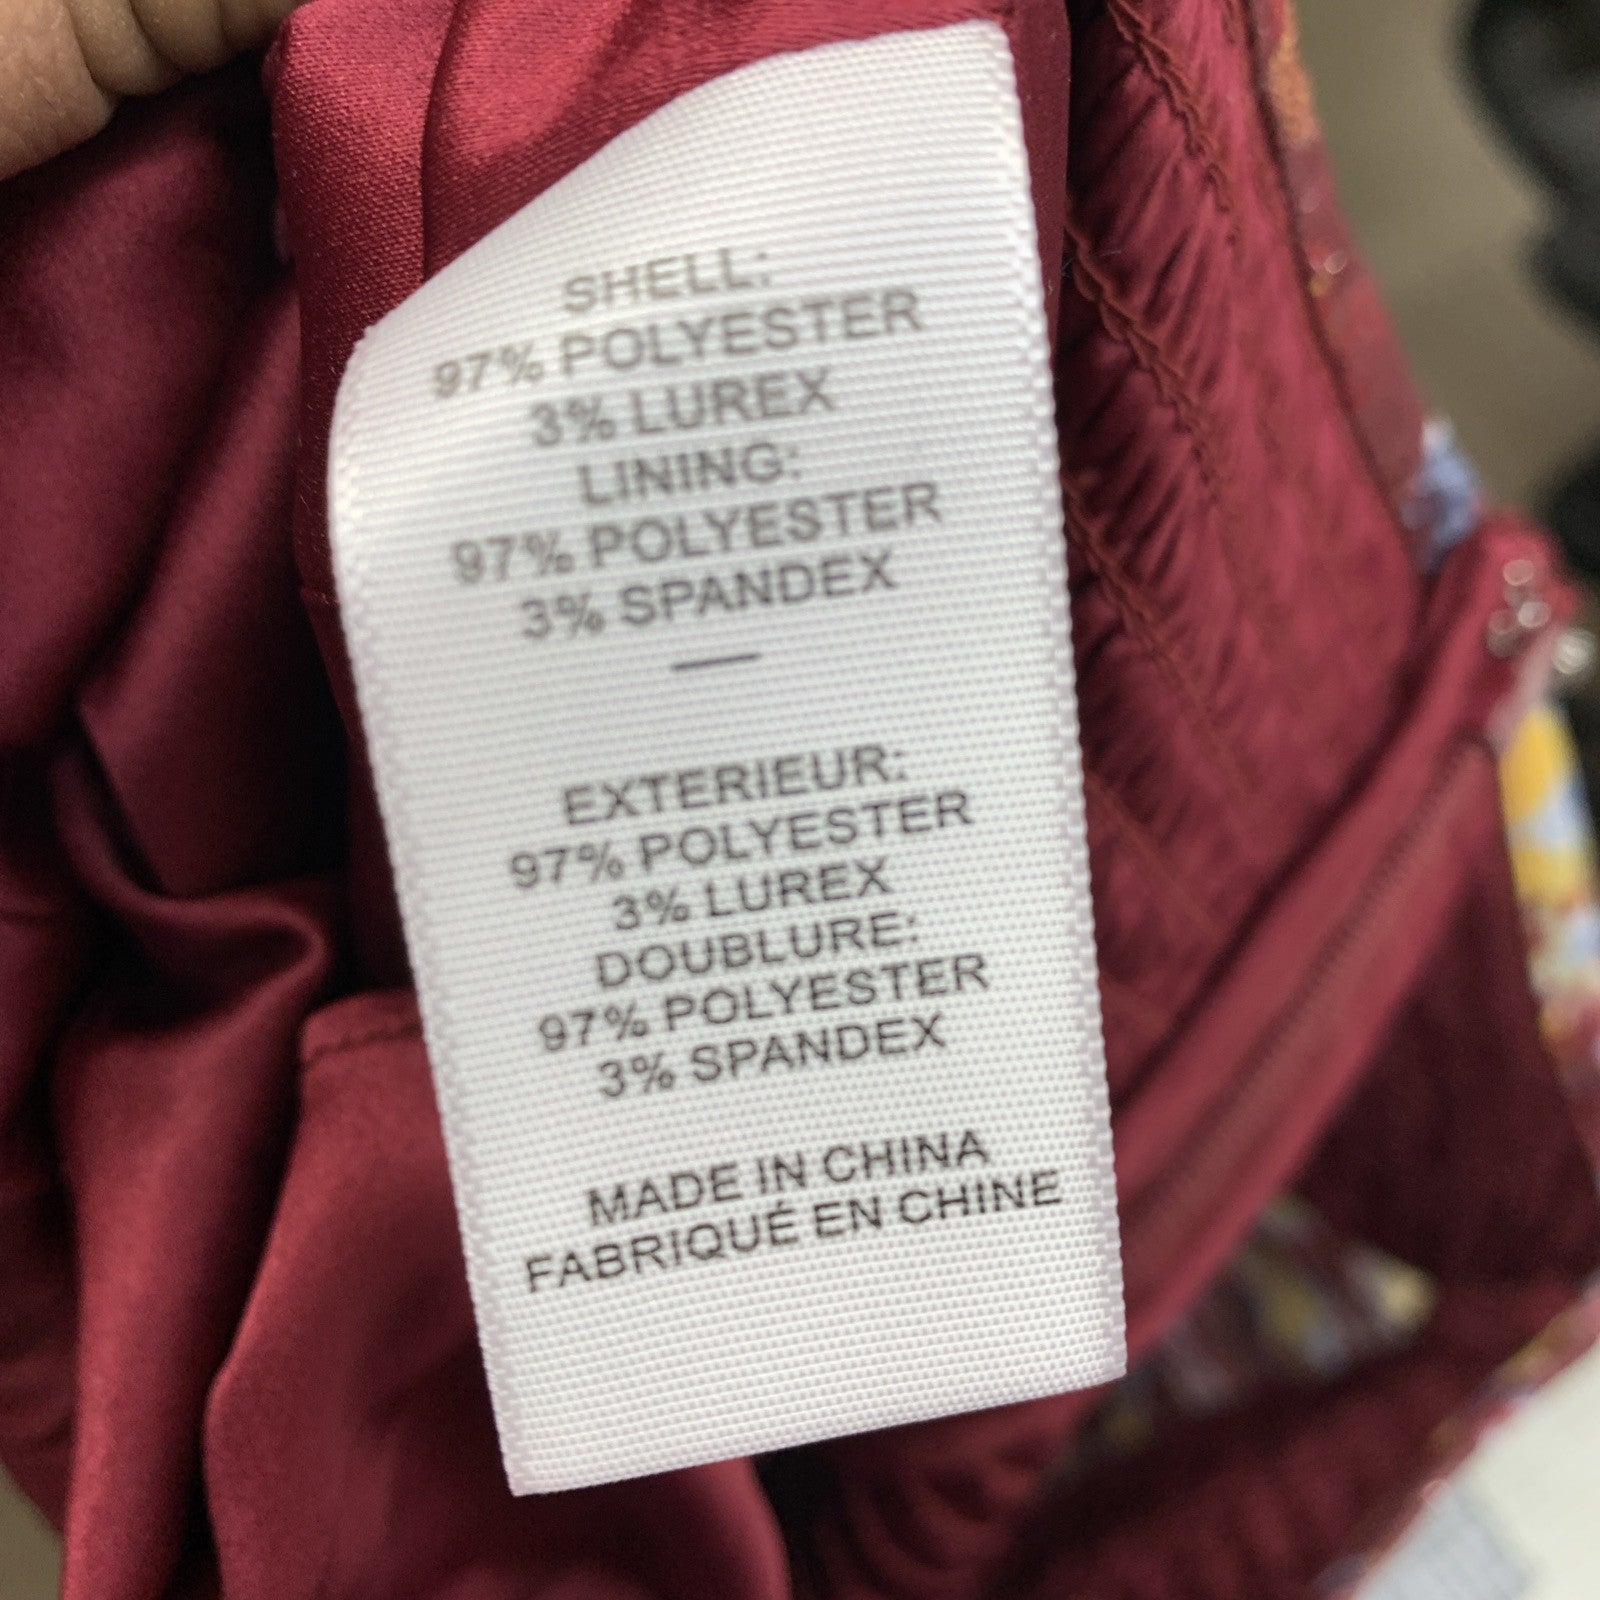 SHELL:
97% POLYESTER
3% LUREX
LINING:
97% POLYESTER
3% SPANDEX
—
EXTERIEUR:
97% POLYESTER
3% LUREX
DOUBLURE:
97% POLYESTER
3% SPANDEX
MADE IN CHINA
FABRIQUÉ EN CHINE